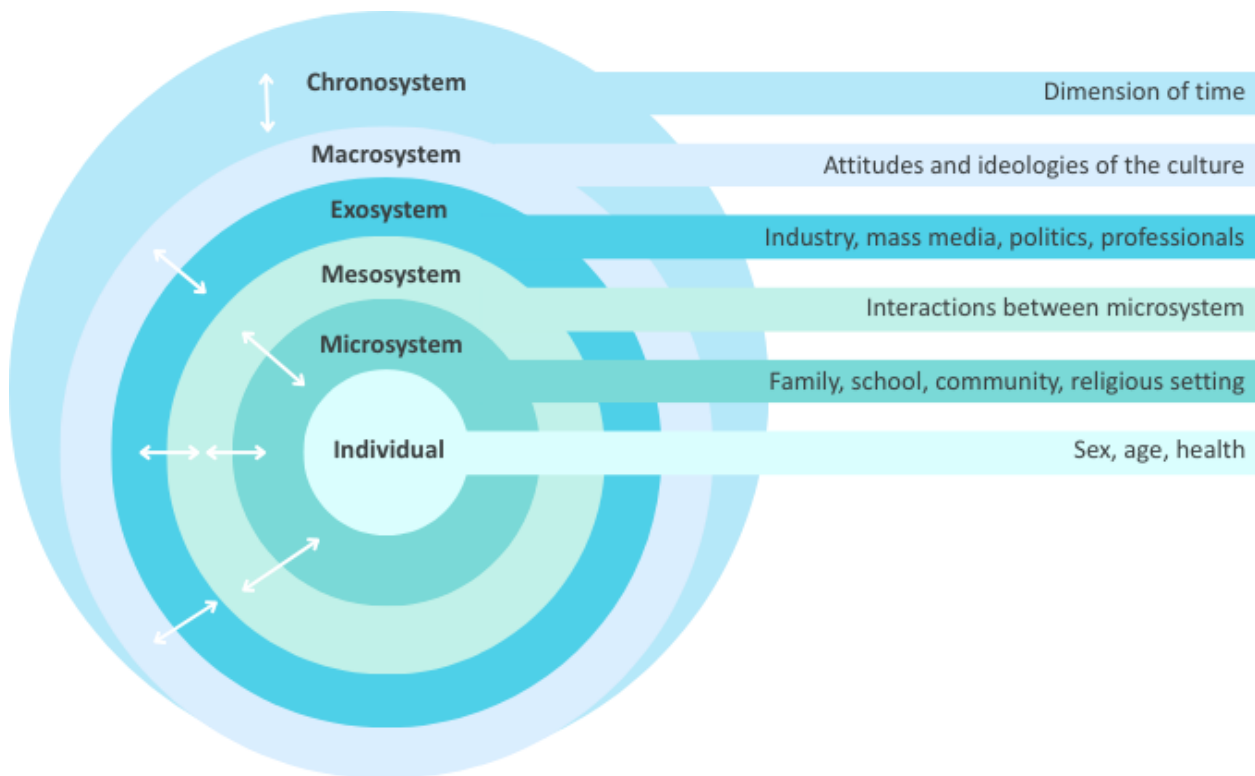 Chronosystem
Dimension of time
Macrosystem
Attitudes and ideologies of the culture
Exosystem
Industry, mass media, politics, professionals
Mesosystem
Interactions between microsystem
Microsystem
Family, school, community, religious setting
Individual
Sex, age, health